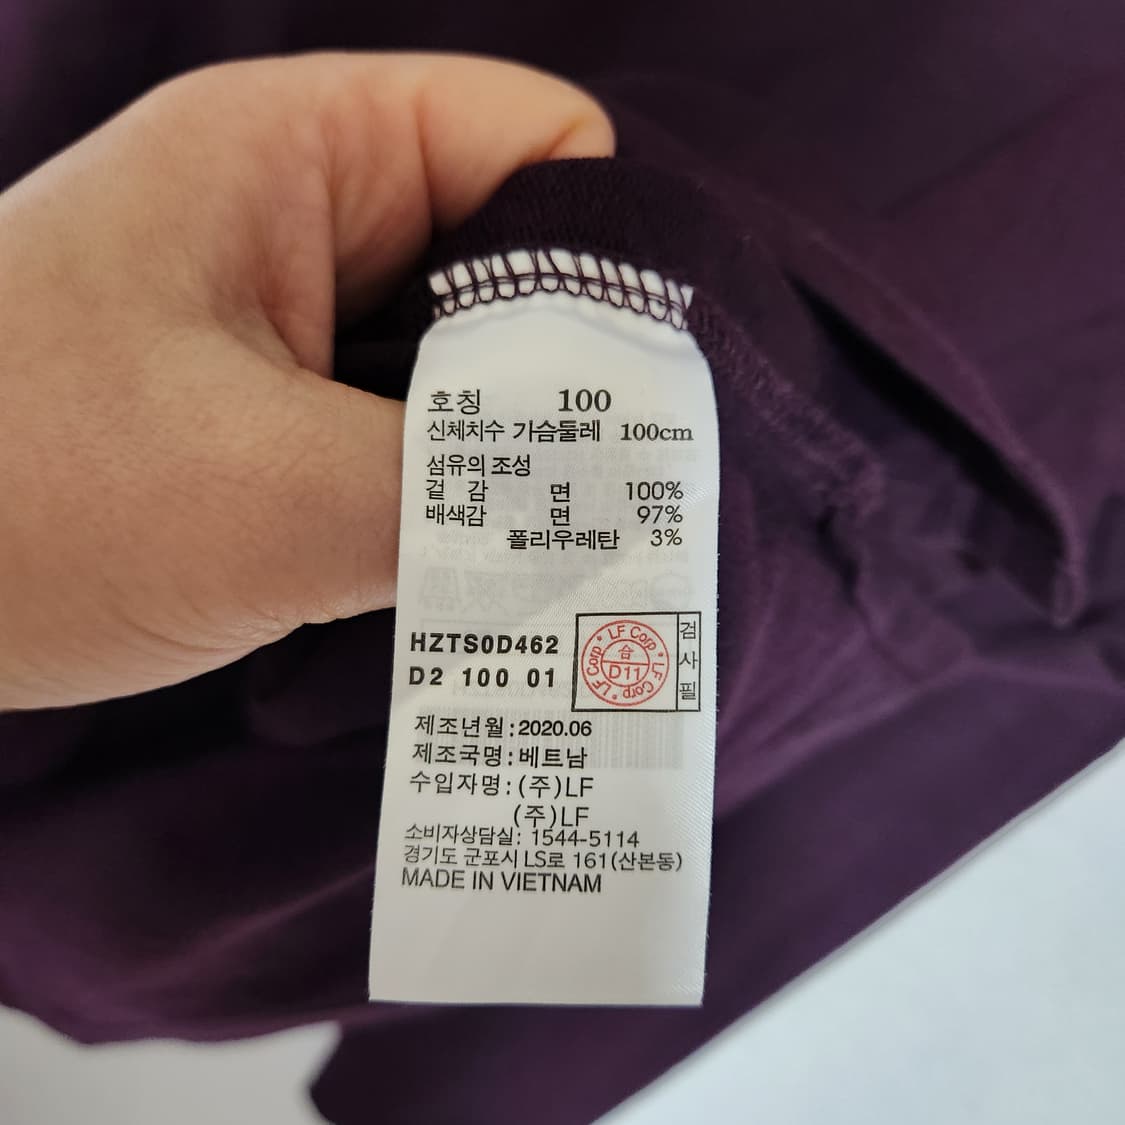 호칭 100
신체치수 가슴둘레 100cm
섬유의 조성
겉 감 면 100%
배색감 면 97%
폴리우레탄 3%
HZTS0D462
D2 100 01
LF Corp * LF Corp * LF Corp *
合
D11
검사필
제조년월:2020.06
제조국명:베트남
수입자명:(주)LF
(주)LF
소비자상담실: 1544-5114
경기도 군포시 LS로 161(산본동)
MADE IN VIETNAM